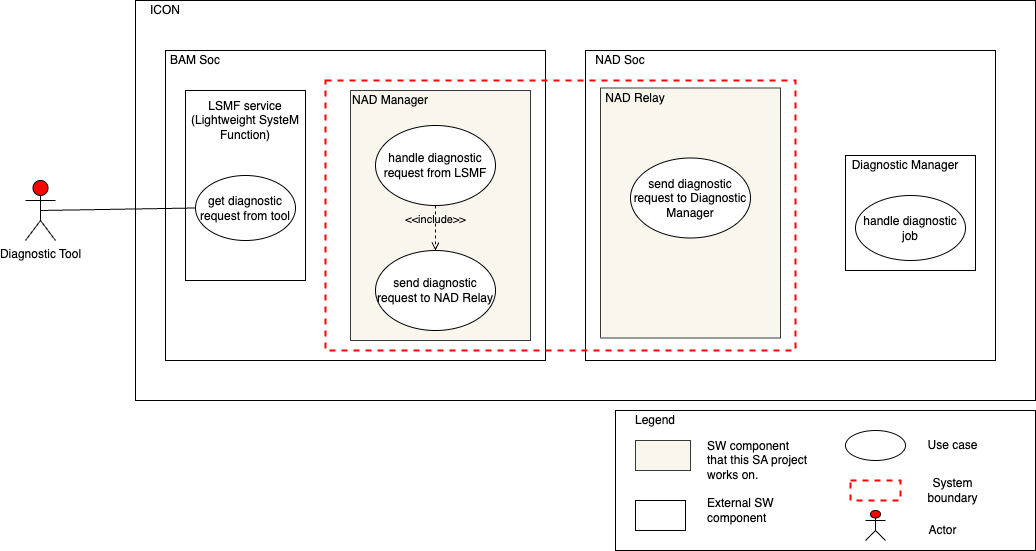 ICON
BAM Soc
NAD Soc
LSMF service
(Lightweight SysteM
Function)
get diagnostic
request from tool
NAD Manager
handle diagnostic
request from LSMF
<<include>>
send diagnostic
request to NAD Relay
NAD Relay
send diagnostic
request to Diagnostic
Manager
Diagnostic Manager
handle diagnostic
job
Diagnostic Tool
Legend
SW component
that this SA project
works on.
Use case
External SW
component
System
boundary
Actor